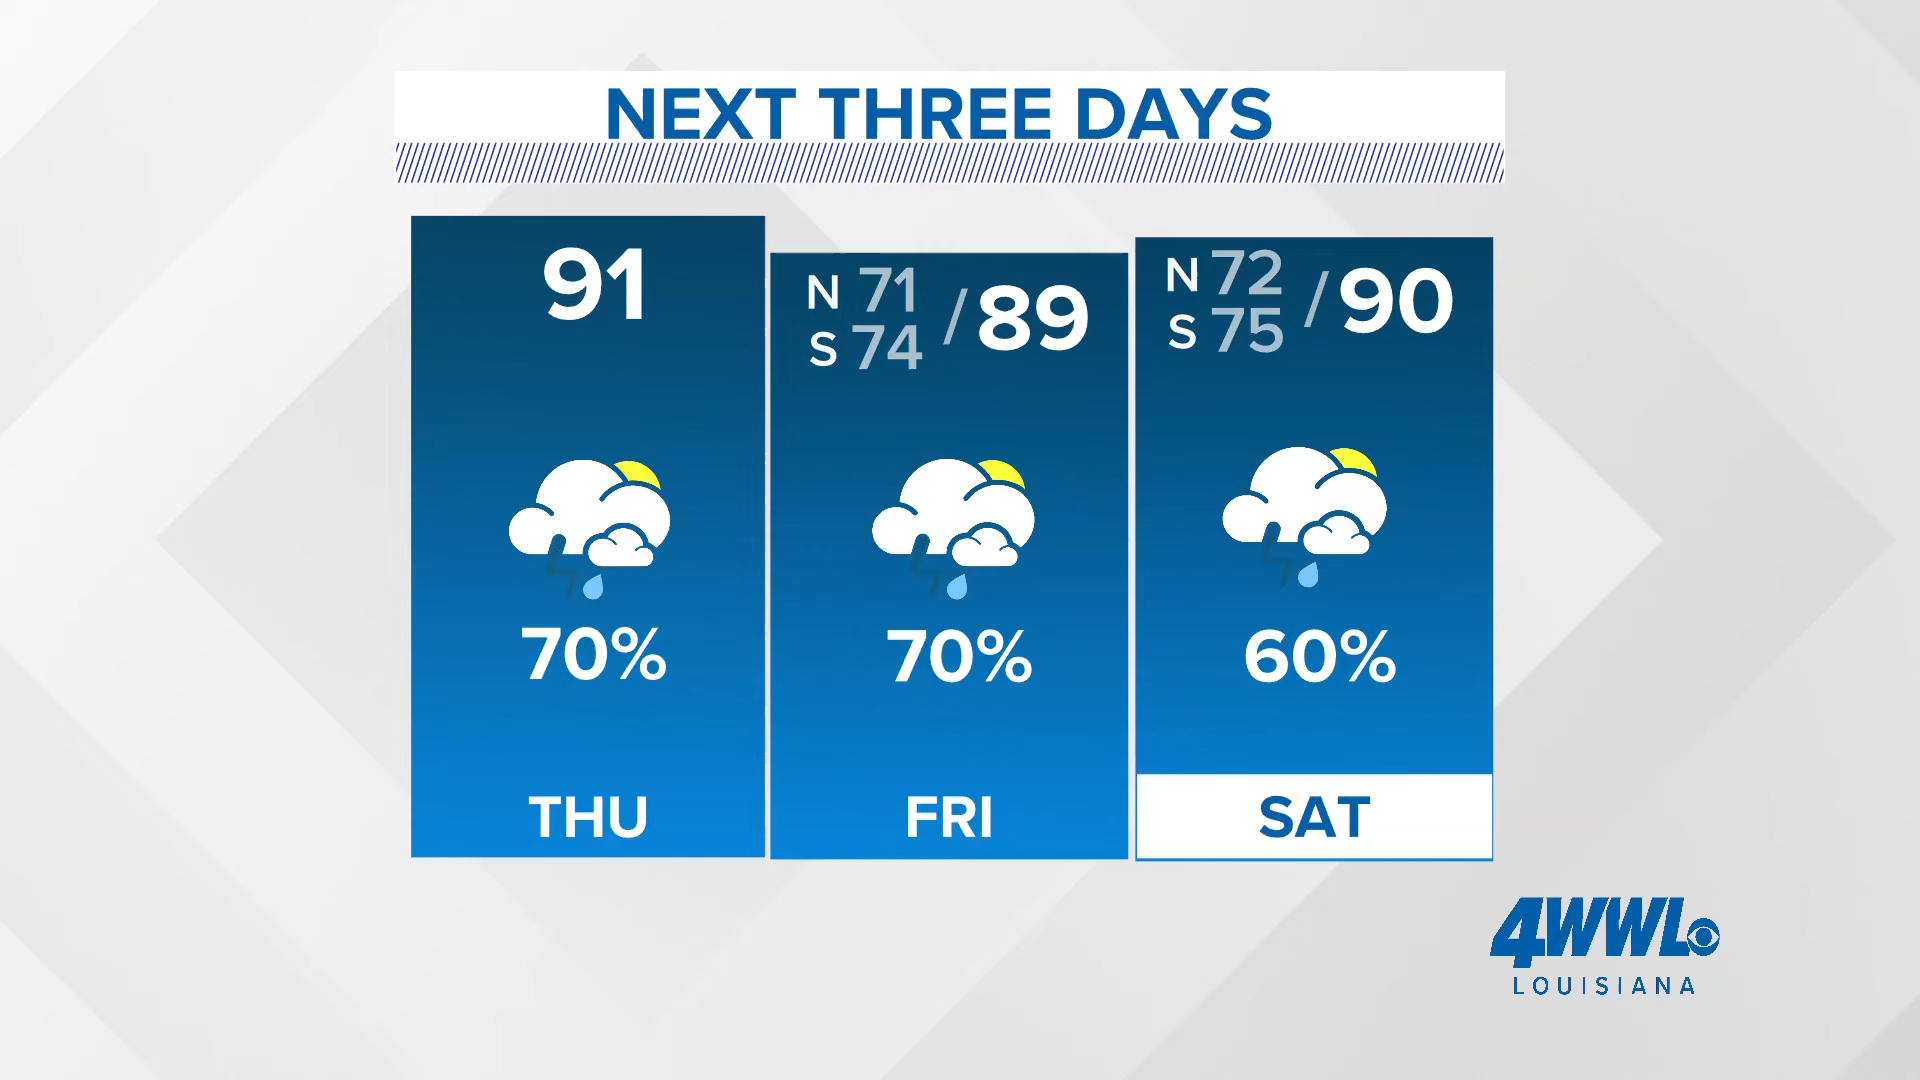 NEXT THREE DAYS
91
70%
THU
N 71
S 74
/ 89
70%
FRI
N 72
S 75
/ 90
60%
SAT
4WWL
LOUISIANA